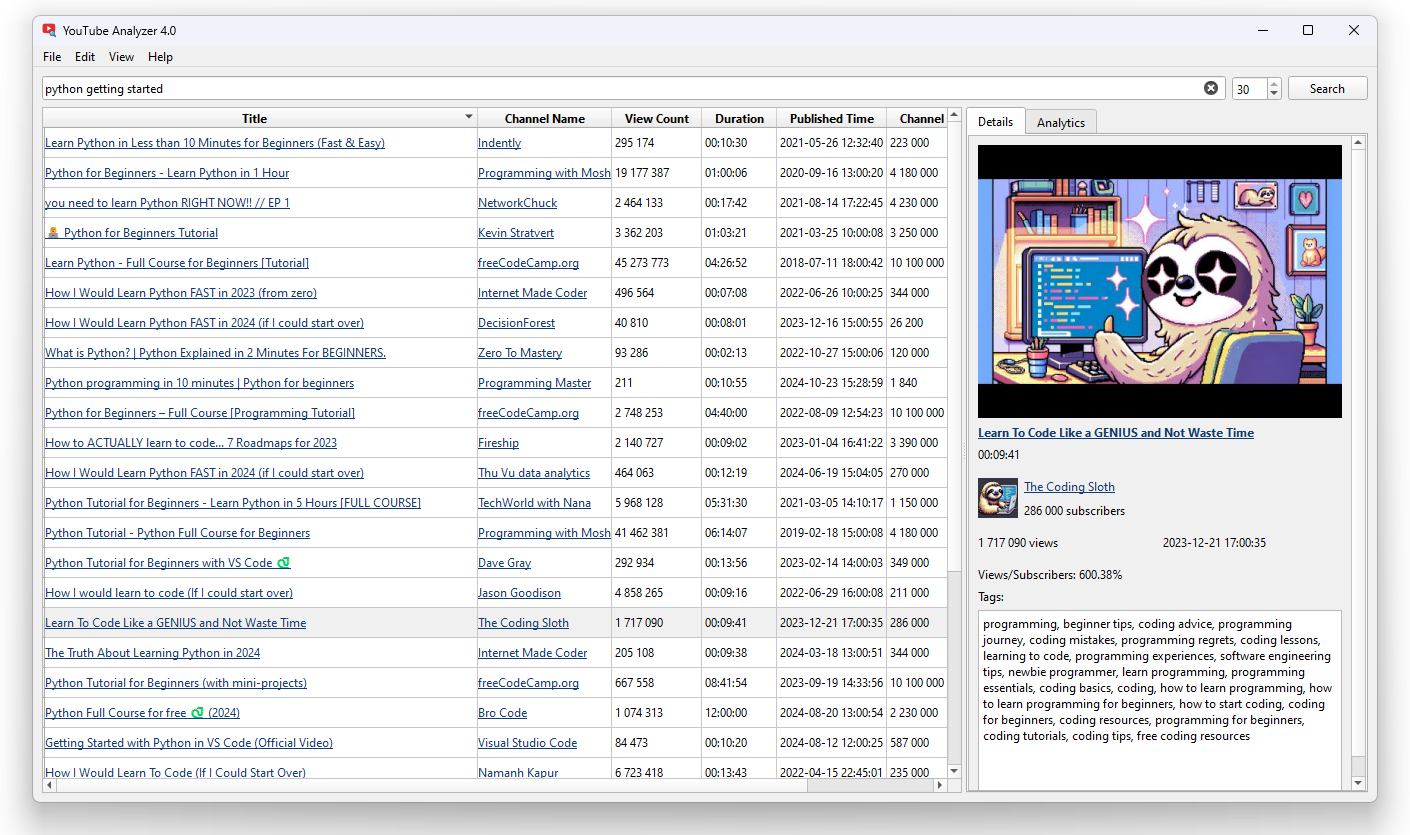 YouTube Analyzer 4.0
File Edit View Help
python getting started 30 Search
Title Channel Name View Count Duration Published Time Channel
Learn Python in Less than 10 Minutes for Beginners (Fast & Easy) Indently 295 174 00:10:30 2021-05-26 12:32:40 223 000
Python for Beginners - Learn Python in 1 Hour Programming with Mosh 19 177 387 01:00:06 2020-09-16 13:00:20 4 180 000
you need to learn Python RIGHT NOW!! // EP 1 NetworkChuck 2 464 133 00:17:42 2021-08-14 17:22:45 4 230 000
Python for Beginners Tutorial Kevin Stratvert 3 362 203 01:03:21 2021-03-25 10:00:08 3 250 000
Learn Python - Full Course for Beginners [Tutorial] freeCodeCamp.org 45 273 773 04:26:52 2018-07-11 18:00:42 10 100 000
How I Would Learn Python FAST in 2023 (from zero) Internet Made Coder 496 564 00:07:08 2022-06-26 10:00:25 344 000
How I Would Learn Python FAST in 2024 (if I could start over) DecisionForest 40 810 00:08:01 2023-12-16 15:00:55 26 200
What is Python? | Python Explained in 2 Minutes For BEGINNERS. Zero To Mastery 93 286 00:02:13 2022-10-27 15:00:06 120 000
Python programming in 10 minutes | Python for beginners Programming Master 211 00:10:55 2024-10-23 15:28:59 1 840
Python for Beginners – Full Course [Programming Tutorial] freeCodeCamp.org 2 748 253 04:40:00 2022-08-09 12:54:23 10 100 000
How to ACTUALLY learn to code... 7 Roadmaps for 2023 Fireship 2 140 727 00:09:02 2023-01-04 16:41:22 3 390 000
How I Would Learn Python FAST in 2024 (if I could start over) Thu Vu data analytics 464 063 00:12:19 2024-06-19 15:04:05 270 000
Python Tutorial for Beginners - Learn Python in 5 Hours [FULL COURSE] TechWorld with Nana 5 968 128 05:31:30 2021-03-05 14:10:17 1 150 000
Python Tutorial - Python Full Course for Beginners Programming with Mosh 41 462 381 06:14:07 2019-02-18 15:00:08 4 180 000
Python Tutorial for Beginners with VS Code Dave Gray 292 934 00:13:56 2023-02-14 14:00:03 349 000
How I would learn to code (If I could start over) Jason Goodison 4 858 265 00:09:16 2022-06-29 16:00:08 211 000
Learn To Code Like a GENIUS and Not Waste Time The Coding Sloth 1 717 090 00:09:41 2023-12-21 17:00:35 286 000
The Truth About Learning Python in 2024 Internet Made Coder 205 108 00:09:38 2024-03-18 13:00:51 344 000
Python Tutorial for Beginners (with mini-projects) freeCodeCamp.org 667 558 08:41:54 2023-09-19 14:33:56 10 100 000
Python Full Course for free (2024) Bro Code 1 074 313 12:00:00 2024-08-20 13:00:54 2 230 000
Getting Started with Python in VS Code (Official Video) Visual Studio Code 84 473 00:10:20 2024-08-12 12:00:25 587 000
How I Would Learn To Code (If I Could Start Over) Namanh Kapur 6 723 418 00:13:43 2022-04-15 22:45:01 235 000
Details Analytics
Learn To Code Like a GENIUS and Not Waste Time
00:09:41
The Coding Sloth
286 000 subscribers
1 717 090 views 2023-12-21 17:00:35
Views/Subscribers: 600.38%
Tags:
programming, beginner tips, coding advice, programming
journey, coding mistakes, programming regrets, coding lessons,
learning to code, programming experiences, software engineering
tips, newbie programmer, learn programming, programming
essentials, coding basics, coding, how to learn programming, how
to learn programming for beginners, how to start coding, coding
for beginners, coding resources, programming for beginners,
coding tutorials, coding tips, free coding resources